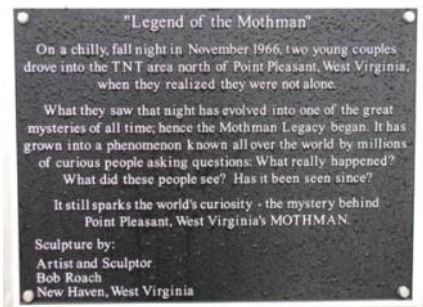 "Legend of the Mothman"
On a chilly, fall night in November 1966, two young couples
drove into the TNT area north of Point Pleasant, West Virginia,
when they realized they were not alone.
What they saw that night has evolved into one of the great
mysteries of all time; hence the Mothman Legacy began. It has
grown into a phenomenon known all over the world by millions
of curious people asking questions: What really happened?
What did these people see? Has it been seen since?
It still sparks the world's curiosity - the mystery behind
Point Pleasant, West Virginia's MOTHMAN.
Sculpture by:
Artist and Sculptor
Bob Roach
New Haven, West Virginia